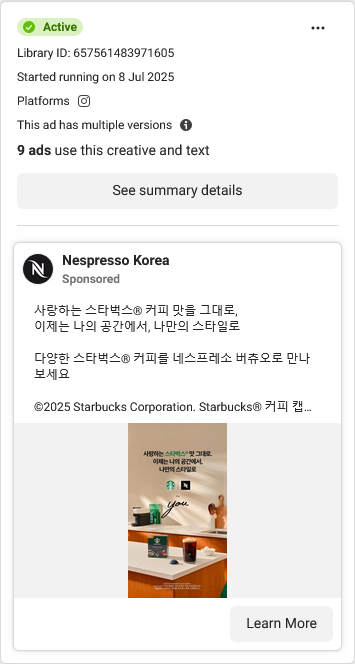 Active
Library ID: 657561483971605
Started running on 8 Jul 2025
Platforms
This ad has multiple versions
9 ads use this creative and text
See summary details
Nespresso Korea
Sponsored
사랑하는 스타벅스® 커피 맛을 그대로,
이제는 나의 공간에서, 나만의 스타일로
다양한 스타벅스® 커피를 네스프레소 버츄오로 만나
보세요
©2025 Starbucks Corporation. Starbucks® 커피 캡...
사랑하는 스타벅스® 맛 그대로,
이제는 나의 공간에서,
나만의 스타일로
you
Learn More